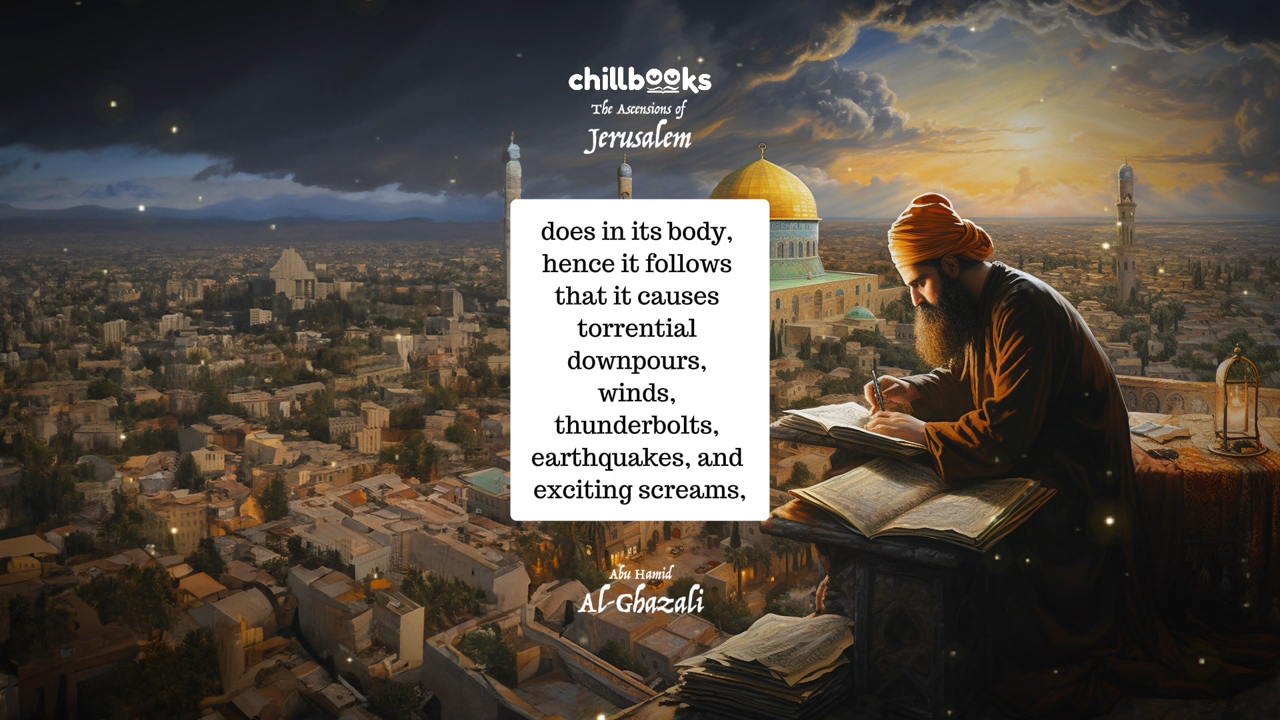 chillbooks
The Ascensions of
Jerusalem
does in its body,
hence it follows
that it causes
torrential
downpours,
winds,
thunderbolts,
earthquakes, and
exciting screams,
Abu Hamid
Al-Ghazali